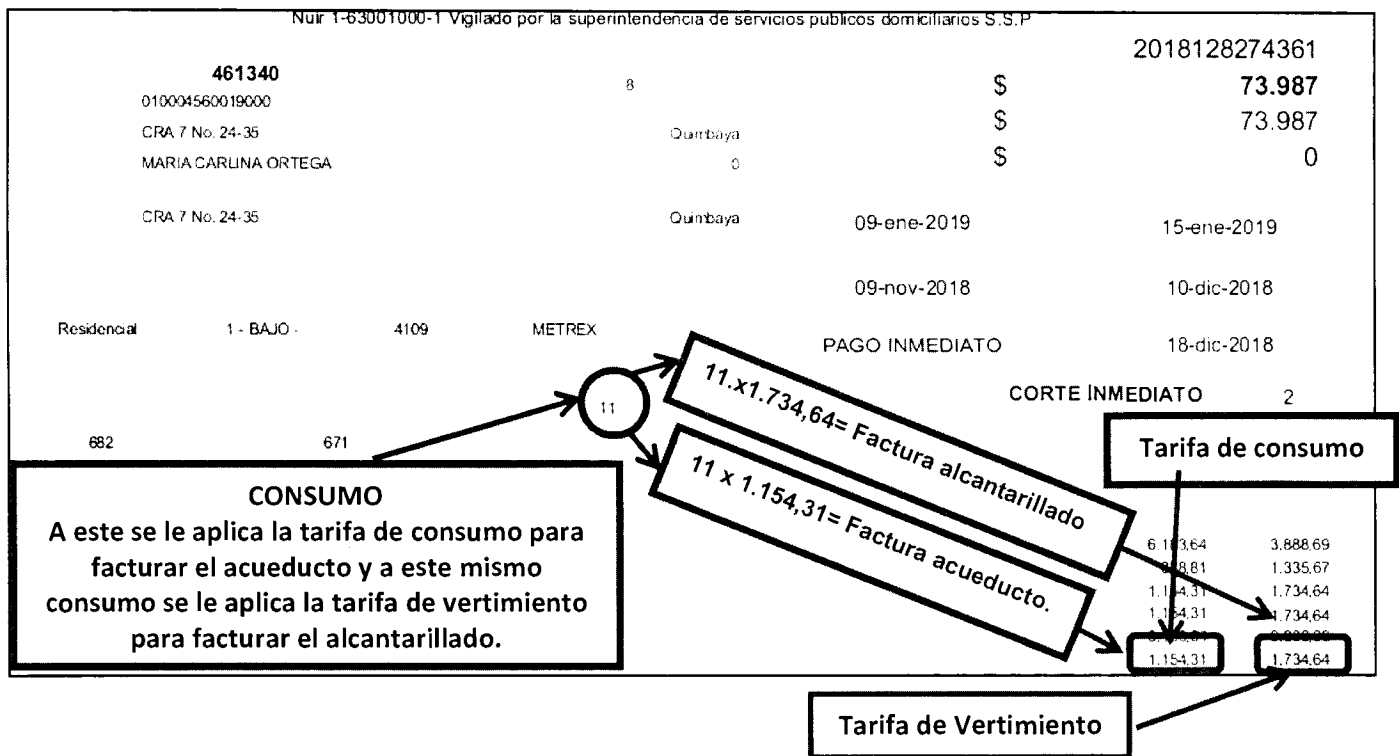 Nuir 1-63001000-1 Vigilado por la superintendencia de servicios publicos domiciliarios S.S.P
2018128274361
461340
8
$ 73.987
010004560019000
$ 73.987
CRA 7 No. 24-35
Quimbaya
MARIA CARLINA ORTEGA
0
$ 0
CRA 7 No. 24-35
Quimbaya
09-ene-2019
15-ene-2019
09-nov-2018
10-dic-2018
Residencial
1 - BAJO -
4109
METREX
PAGO INMEDIATO
18-dic-2018
CORTE INMEDIATO
2
11
682
671
11.x1.734,64= Factura alcantarillado
11 x 1.154,31= Factura acueducto.
Tarifa de consumo
CONSUMO
A este se le aplica la tarifa de consumo para
facturar el acueducto y a este mismo
consumo se le aplica la tarifa de vertimiento
para facturar el alcantarillado.
3.888,69
1.335,67
1.154,31 1.734,64
1.154,31 1.734,64
1.154,31 1.734,64
Tarifa de Vertimiento